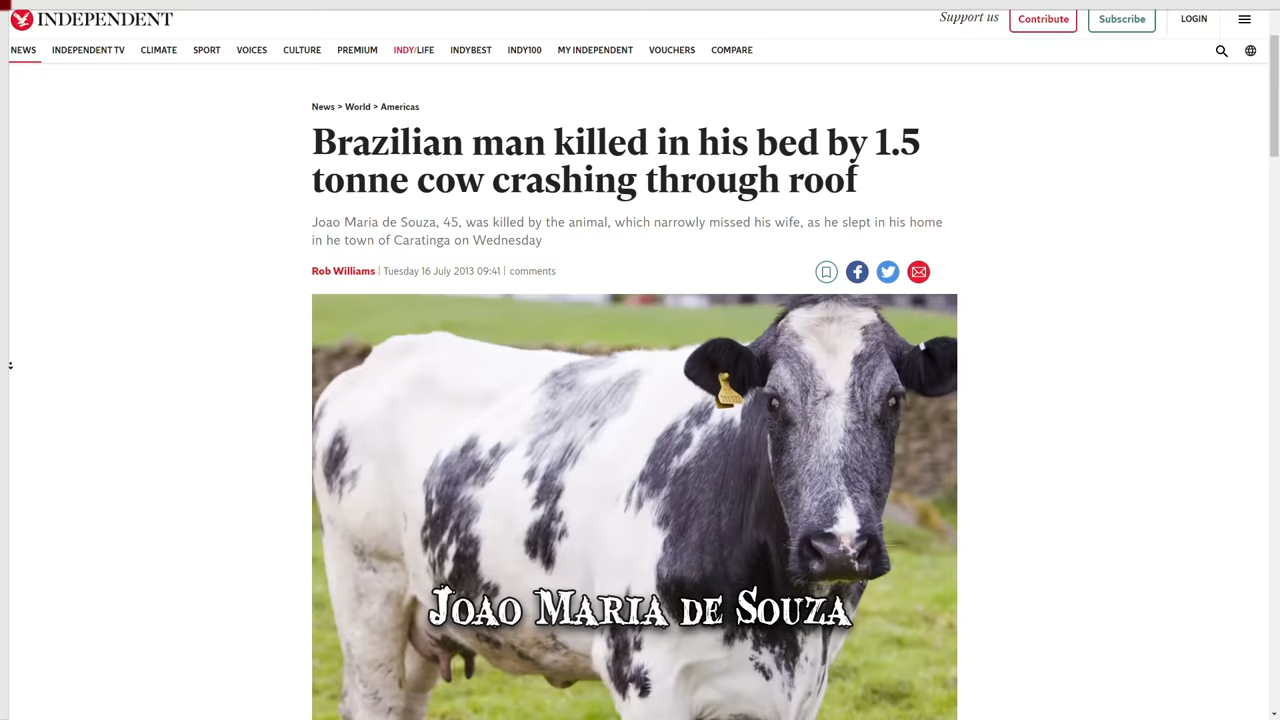 INDEPENDENT
Support us
Contribute
Subscribe
LOGIN
NEWS INDEPENDENT TV CLIMATE SPORT VOICES CULTURE PREMIUM INDY/LIFE INDYBEST INDY100 MY INDEPENDENT VOUCHERS COMPARE
News > World > Americas
Brazilian man killed in his bed by 1.5
tonne cow crashing through roof
Joao Maria de Souza, 45, was killed by the animal, which narrowly missed his wife, as he slept in his home
in he town of Caratinga on Wednesday
Rob Williams | Tuesday 16 July 2013 09:41 | comments
Joao Maria de Souza